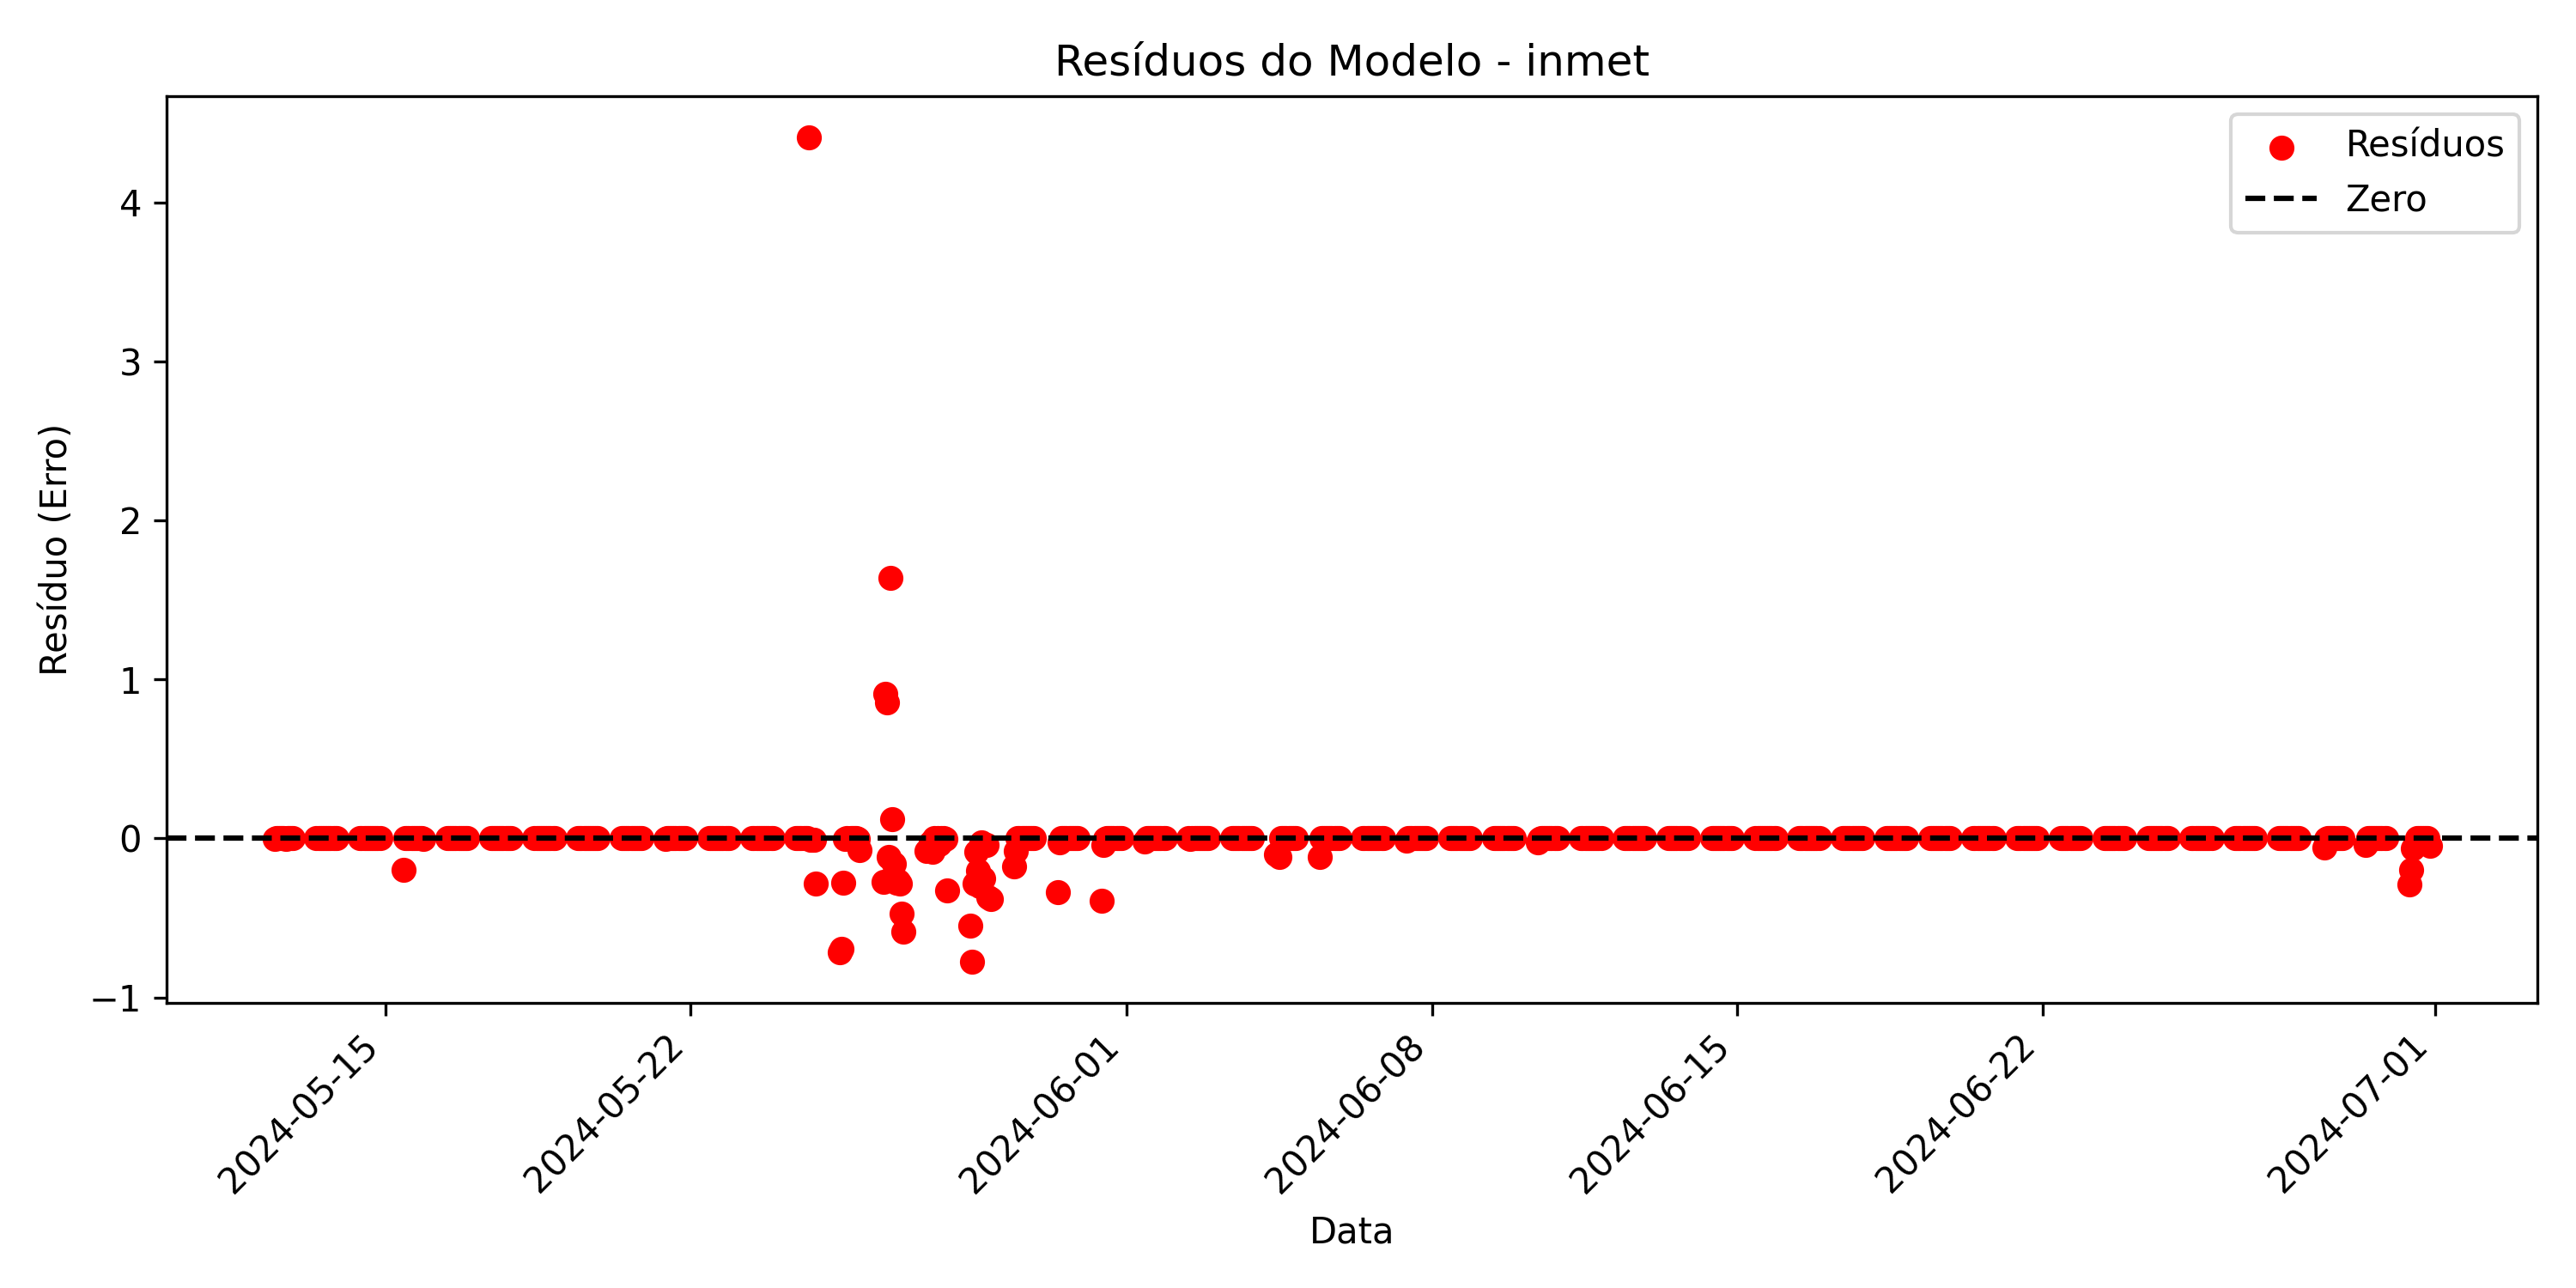 Resíduos do Modelo - inmet
Resíduos
Zero
Resíduo (Erro)
4
3
2
1
0
−1
2024-05-15
2024-05-22
2024-06-01
2024-06-08
2024-06-15
2024-06-22
2024-07-01
Data